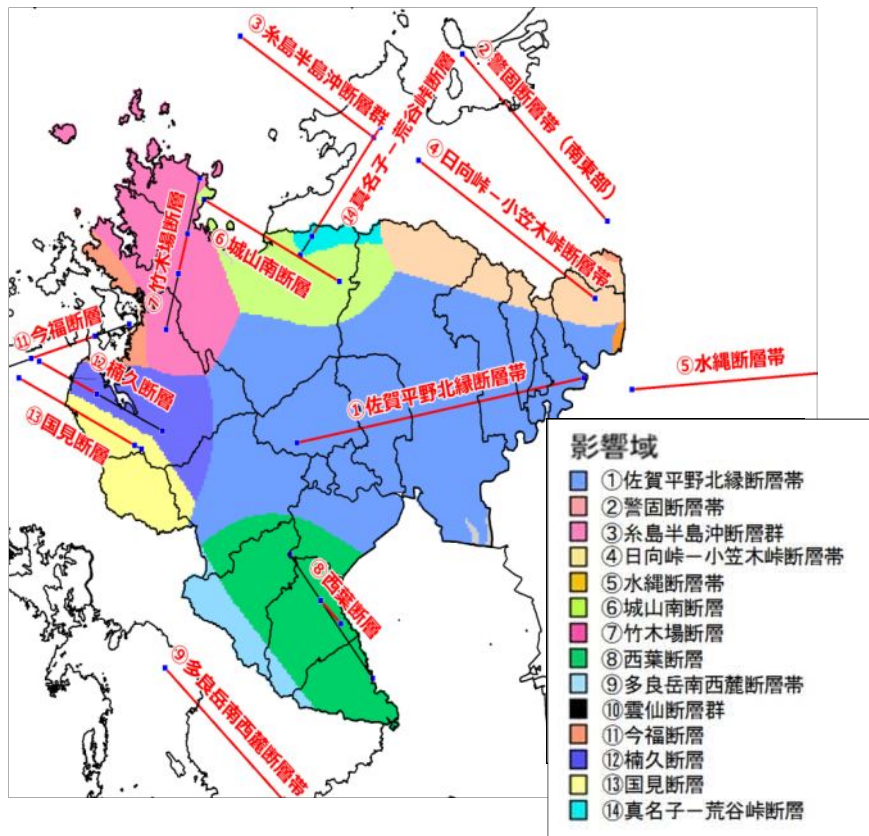 ③糸島半島沖断層群
②警固断層帯（南東部）
⑭真名子－荒谷峠断層
④日向峠－小笠木峠断層帯
⑦竹木場断層
⑥城山南断層
⑪今福断層
⑫楠久断層
⑤水縄断層帯
①佐賀平野北縁断層帯
⑬国見断層
⑧西葉断層
⑨多良岳南西麓断層帯
影響域
①佐賀平野北縁断層帯
②警固断層帯
③糸島半島沖断層群
④日向峠－小笠木峠断層帯
⑤水縄断層帯
⑥城山南断層
⑦竹木場断層
⑧西葉断層
⑨多良岳南西麓断層帯
⑩雲仙断層群
⑪今福断層
⑫楠久断層
⑬国見断層
⑭真名子－荒谷峠断層